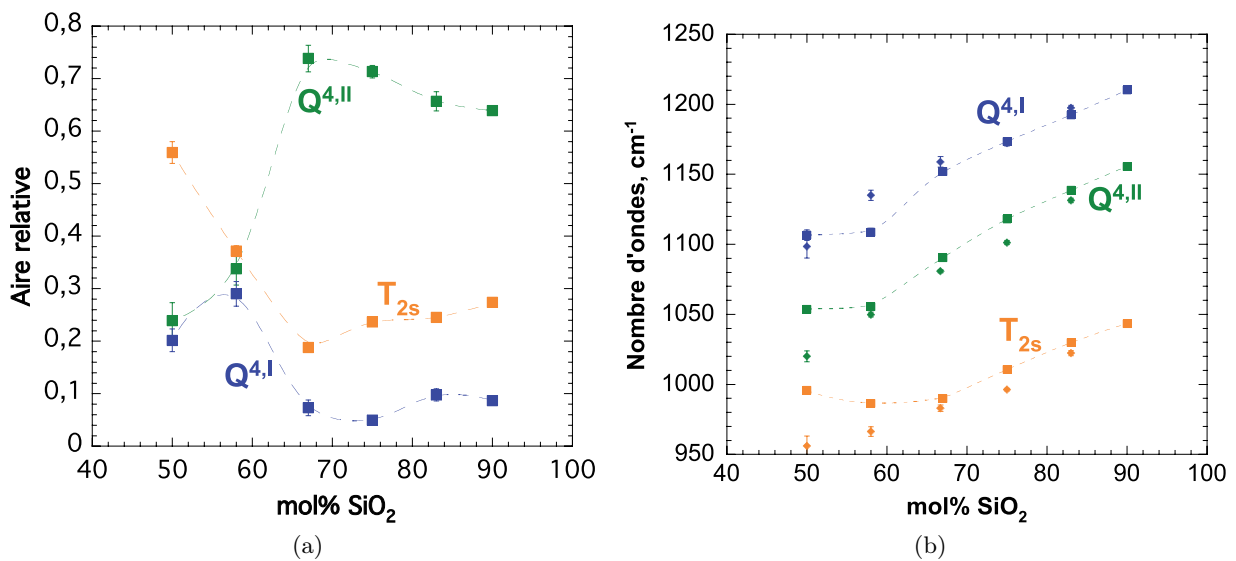 0,8
0,7
0,6
0,5
0,4
0,3
0,2
0,1
0
Aire relative
40 50 60 70 80 90 100
mol% SiO2
Q4,II
T2s
Q4,I
(a)
1250
1200
1150
1100
1050
1000
950
Nombre d'ondes, cm-1
40 50 60 70 80 90 100
mol% SiO2
Q4,I
Q4,II
T2s
(b)